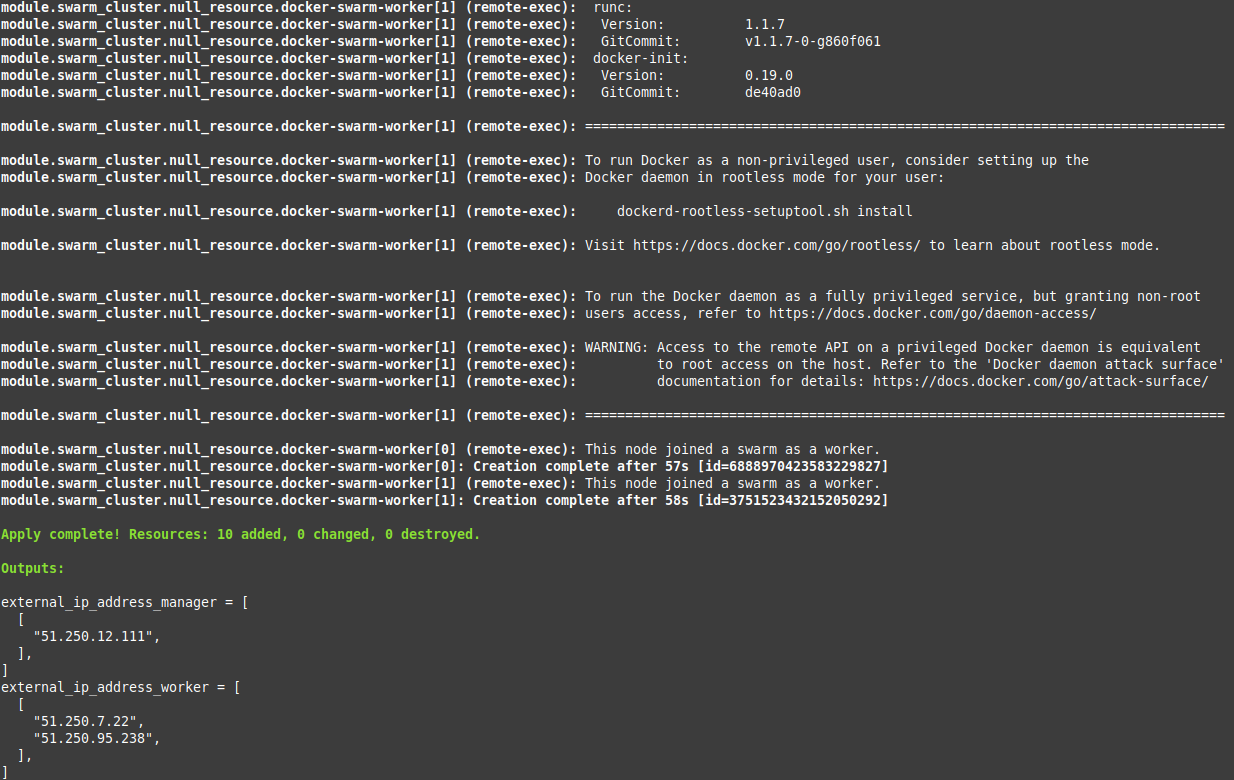 module.swarm_cluster.null_resource.docker-swarm-worker[1] (remote-exec):  runc:
module.swarm_cluster.null_resource.docker-swarm-worker[1] (remote-exec):   Version:          1.1.7
module.swarm_cluster.null_resource.docker-swarm-worker[1] (remote-exec):   GitCommit:        v1.1.7-0-g860f061
module.swarm_cluster.null_resource.docker-swarm-worker[1] (remote-exec):  docker-init:
module.swarm_cluster.null_resource.docker-swarm-worker[1] (remote-exec):   Version:          0.19.0
module.swarm_cluster.null_resource.docker-swarm-worker[1] (remote-exec):   GitCommit:        de40ad0
module.swarm_cluster.null_resource.docker-swarm-worker[1] (remote-exec): ================================================================================
module.swarm_cluster.null_resource.docker-swarm-worker[1] (remote-exec): To run Docker as a non-privileged user, consider setting up the
module.swarm_cluster.null_resource.docker-swarm-worker[1] (remote-exec): Docker daemon in rootless mode for your user:
module.swarm_cluster.null_resource.docker-swarm-worker[1] (remote-exec):     dockerd-rootless-setuptool.sh install
module.swarm_cluster.null_resource.docker-swarm-worker[1] (remote-exec): Visit https://docs.docker.com/go/rootless/ to learn about rootless mode.
module.swarm_cluster.null_resource.docker-swarm-worker[1] (remote-exec): To run the Docker daemon as a fully privileged service, but granting non-root
module.swarm_cluster.null_resource.docker-swarm-worker[1] (remote-exec): users access, refer to https://docs.docker.com/go/daemon-access/
module.swarm_cluster.null_resource.docker-swarm-worker[1] (remote-exec): WARNING: Access to the remote API on a privileged Docker daemon is equivalent
module.swarm_cluster.null_resource.docker-swarm-worker[1] (remote-exec):          to root access on the host. Refer to the 'Docker daemon attack surface'
module.swarm_cluster.null_resource.docker-swarm-worker[1] (remote-exec):          documentation for details: https://docs.docker.com/go/attack-surface/
module.swarm_cluster.null_resource.docker-swarm-worker[1] (remote-exec): ================================================================================
module.swarm_cluster.null_resource.docker-swarm-worker[0] (remote-exec): This node joined a swarm as a worker.
module.swarm_cluster.null_resource.docker-swarm-worker[0]: Creation complete after 57s [id=6888970423583229827]
module.swarm_cluster.null_resource.docker-swarm-worker[1] (remote-exec): This node joined a swarm as a worker.
module.swarm_cluster.null_resource.docker-swarm-worker[1]: Creation complete after 58s [id=3751523432152050292]
Apply complete! Resources: 10 added, 0 changed, 0 destroyed.
Outputs:
external_ip_address_manager = [
  [
    "51.250.12.111",
  ],
]
external_ip_address_worker = [
  [
    "51.250.7.22",
    "51.250.95.238",
  ],
]